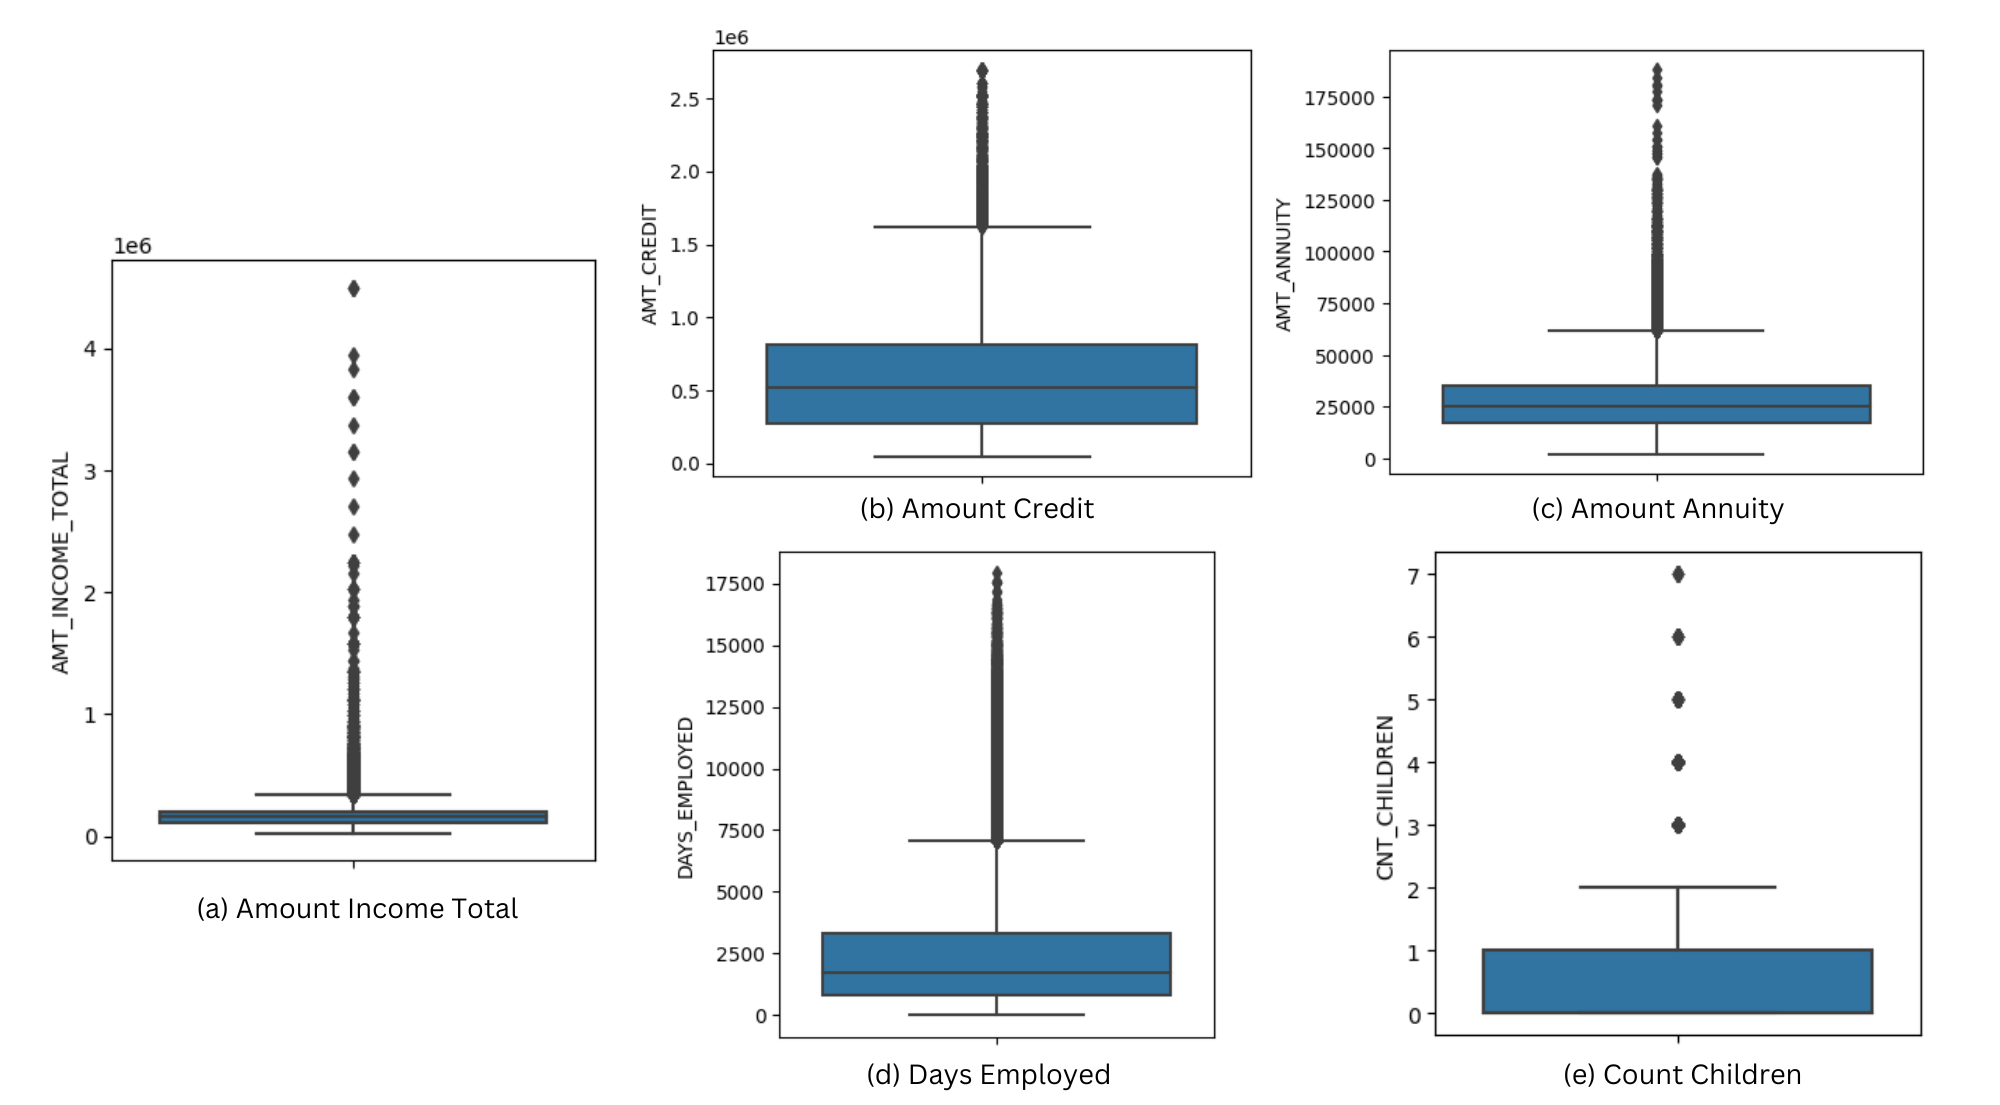 1e6
4
3
2
1
0
AMT_INCOME_TOTAL
(a) Amount Income Total
1e6
2.5
2.0
1.5
1.0
0.5
0.0
AMT_CREDIT
(b) Amount Credit
175000
150000
125000
100000
75000
50000
25000
0
AMT_ANNUITY
(c) Amount Annuity
17500
15000
12500
10000
7500
5000
2500
0
DAYS_EMPLOYED
(d) Days Employed
7
6
5
4
3
2
1
0
CNT_CHILDREN
(e) Count Children